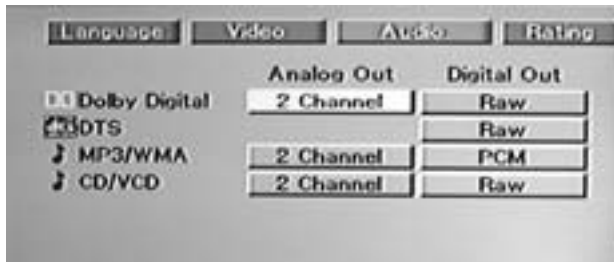 Language Video Audio Rating
Analog Out Digital Out
Dolby Digital 2 Channel Raw
DTS Raw
MP3/WMA 2 Channel PCM
CD/VCD 2 Channel Raw